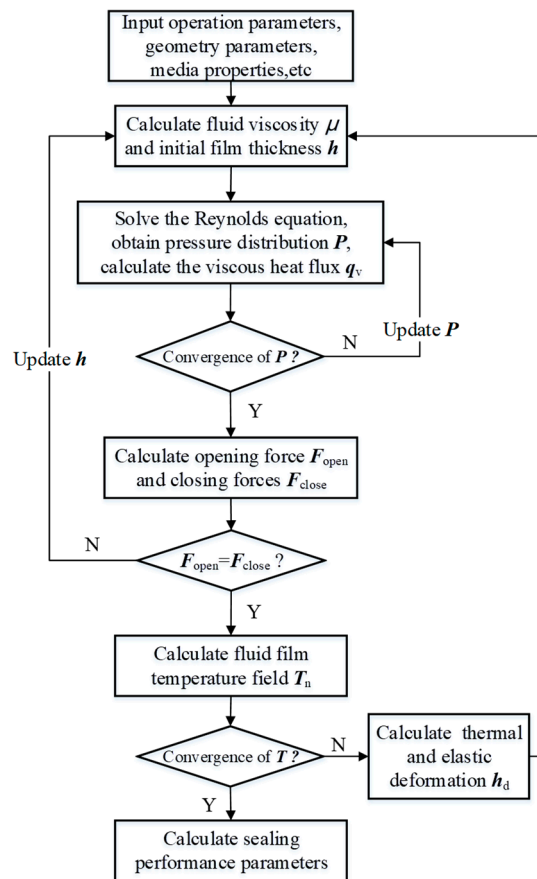 Input operation parameters,
geometry parameters,
media properties,etc
Calculate fluid viscosity μ
and initial film thickness h
Solve the Reynolds equation,
obtain pressure distribution P,
calculate the viscous heat flux qv
Update P
Convergence of P ?
N
Update h
Y
Calculate opening force Fopen
and closing forces Fclose
N
Fopen=Fclose ?
Y
Calculate fluid film
temperature field Tn
Convergence of T ?
N
Calculate thermal
and elastic
deformation hd
Y
Calculate sealing
performance parameters